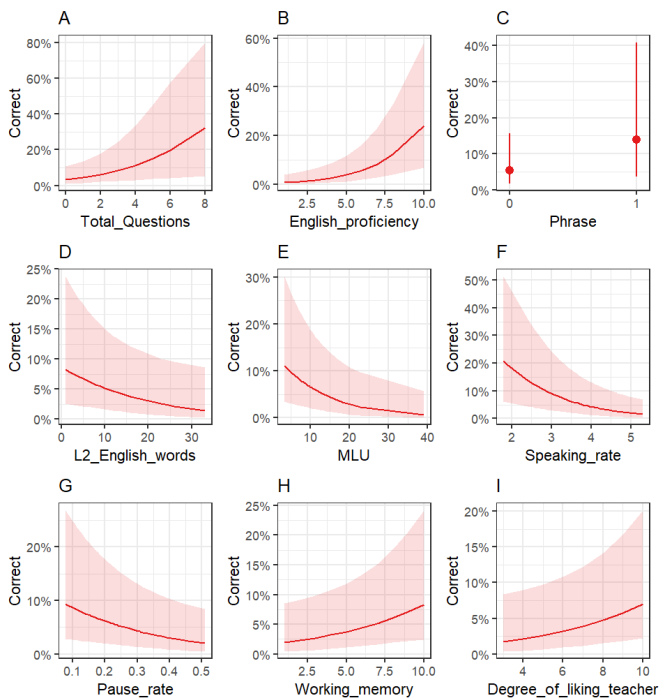 A
Correct
80%
60%
40%
20%
0%
0 2 4 6 8
Total_Questions
B
Correct
60%
40%
20%
0%
2.5 5.0 7.5 10.0
English_proficiency
C
Correct
40%
30%
20%
10%
0%
0 1
Phrase
D
Correct
25%
20%
15%
10%
5%
0%
0 10 20 30
L2_English_words
E
Correct
30%
20%
10%
0%
10 20 30 40
MLU
F
Correct
50%
40%
30%
20%
10%
0%
2 3 4 5
Speaking_rate
G
Correct
20%
10%
0%
0.1 0.2 0.3 0.4 0.5
Pause_rate
H
Correct
25%
20%
15%
10%
5%
0%
2.5 5.0 7.5 10.0
Working_memory
I
Correct
20%
15%
10%
5%
0%
4 6 8 10
Degree_of_liking_teacher